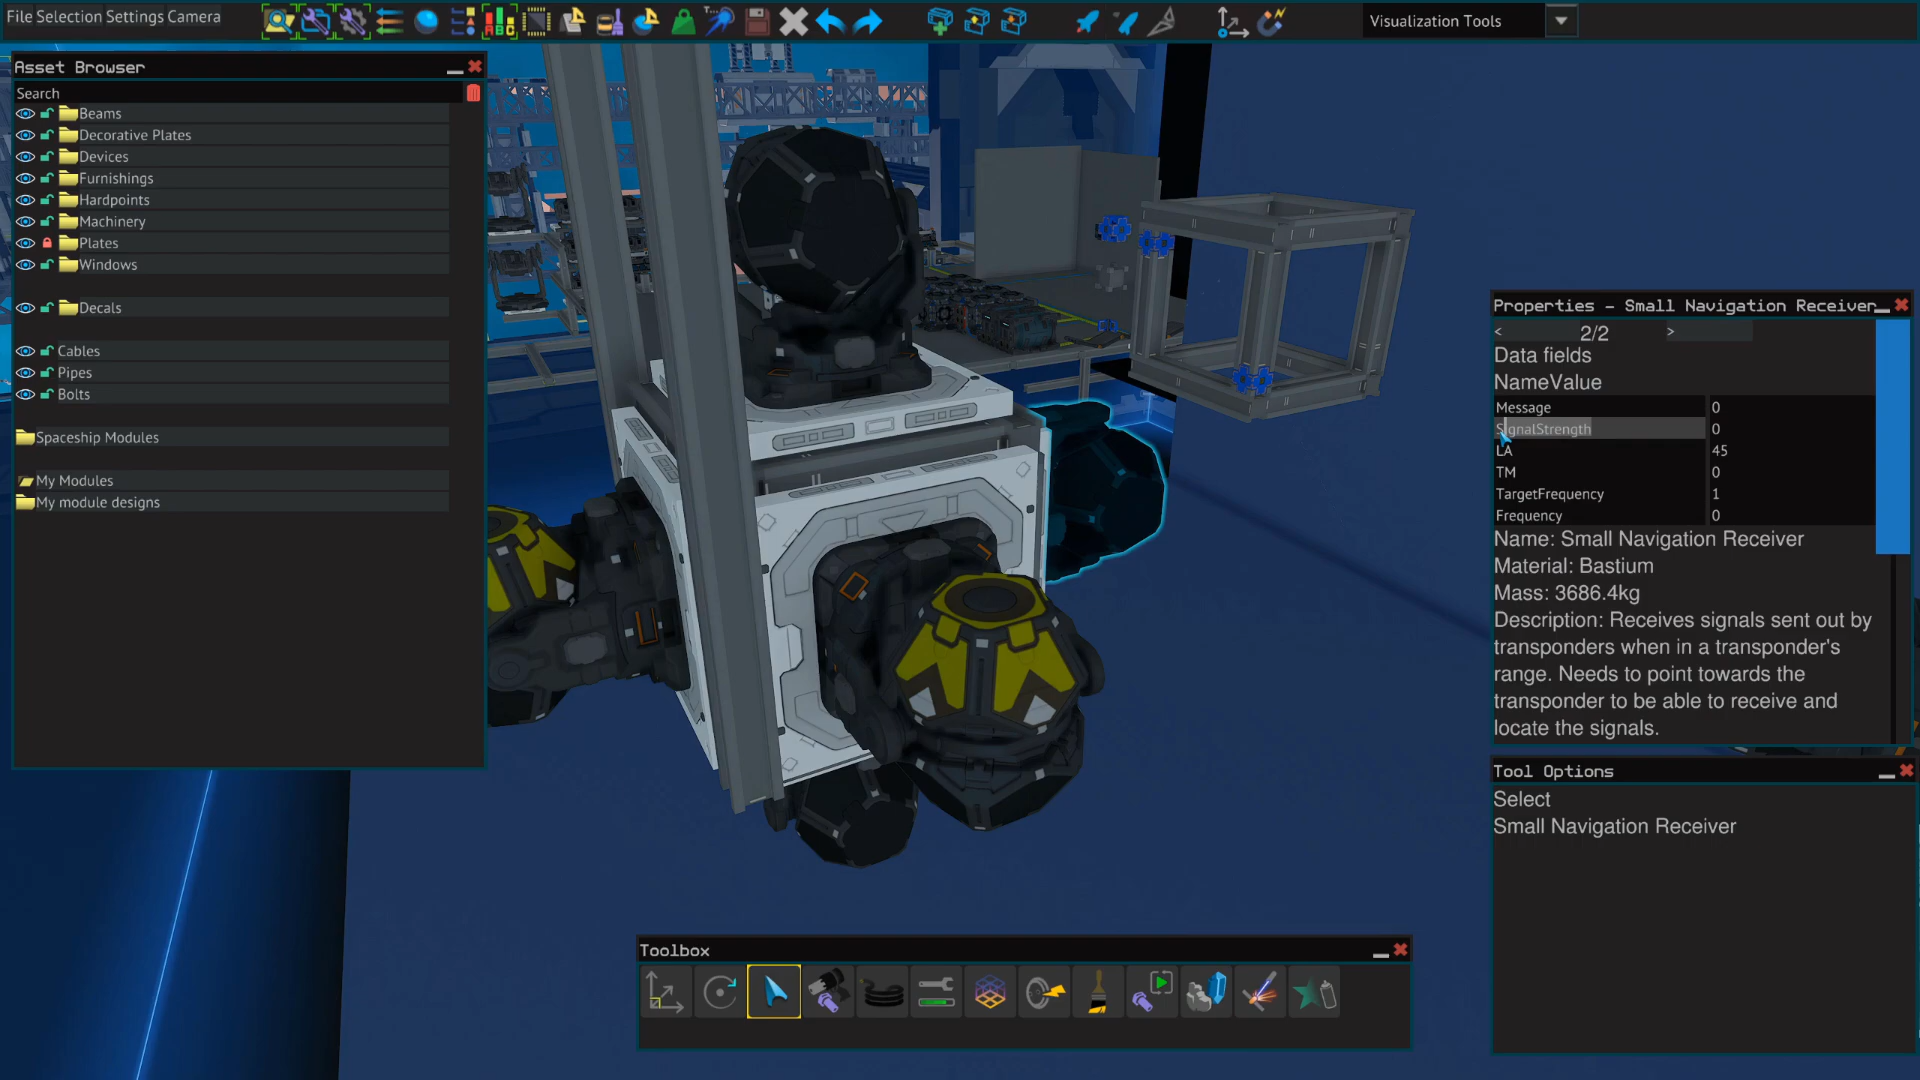 File Selection Settings Camera
Visualization Tools
Asset Browser
Search
Beams
Decorative Plates
Devices
Furnishings
Hardpoints
Machinery
Plates
Windows
Decals
Cables
Pipes
Bolts
Spaceship Modules
My Modules
My module designs
Properties - Small Navigation Receiver
< 2/2 >
Data fields
NameValue
Message 0
SignalStrength 0
LA 45
TM 0
TargetFrequency 1
Frequency 0
Name: Small Navigation Receiver
Material: Bastium
Mass: 3686.4kg
Description: Receives signals sent out by
transponders when in a transponder's
range. Needs to point towards the
transponder to be able to receive and
locate the signals.
Tool Options
Select
Small Navigation Receiver
Toolbox